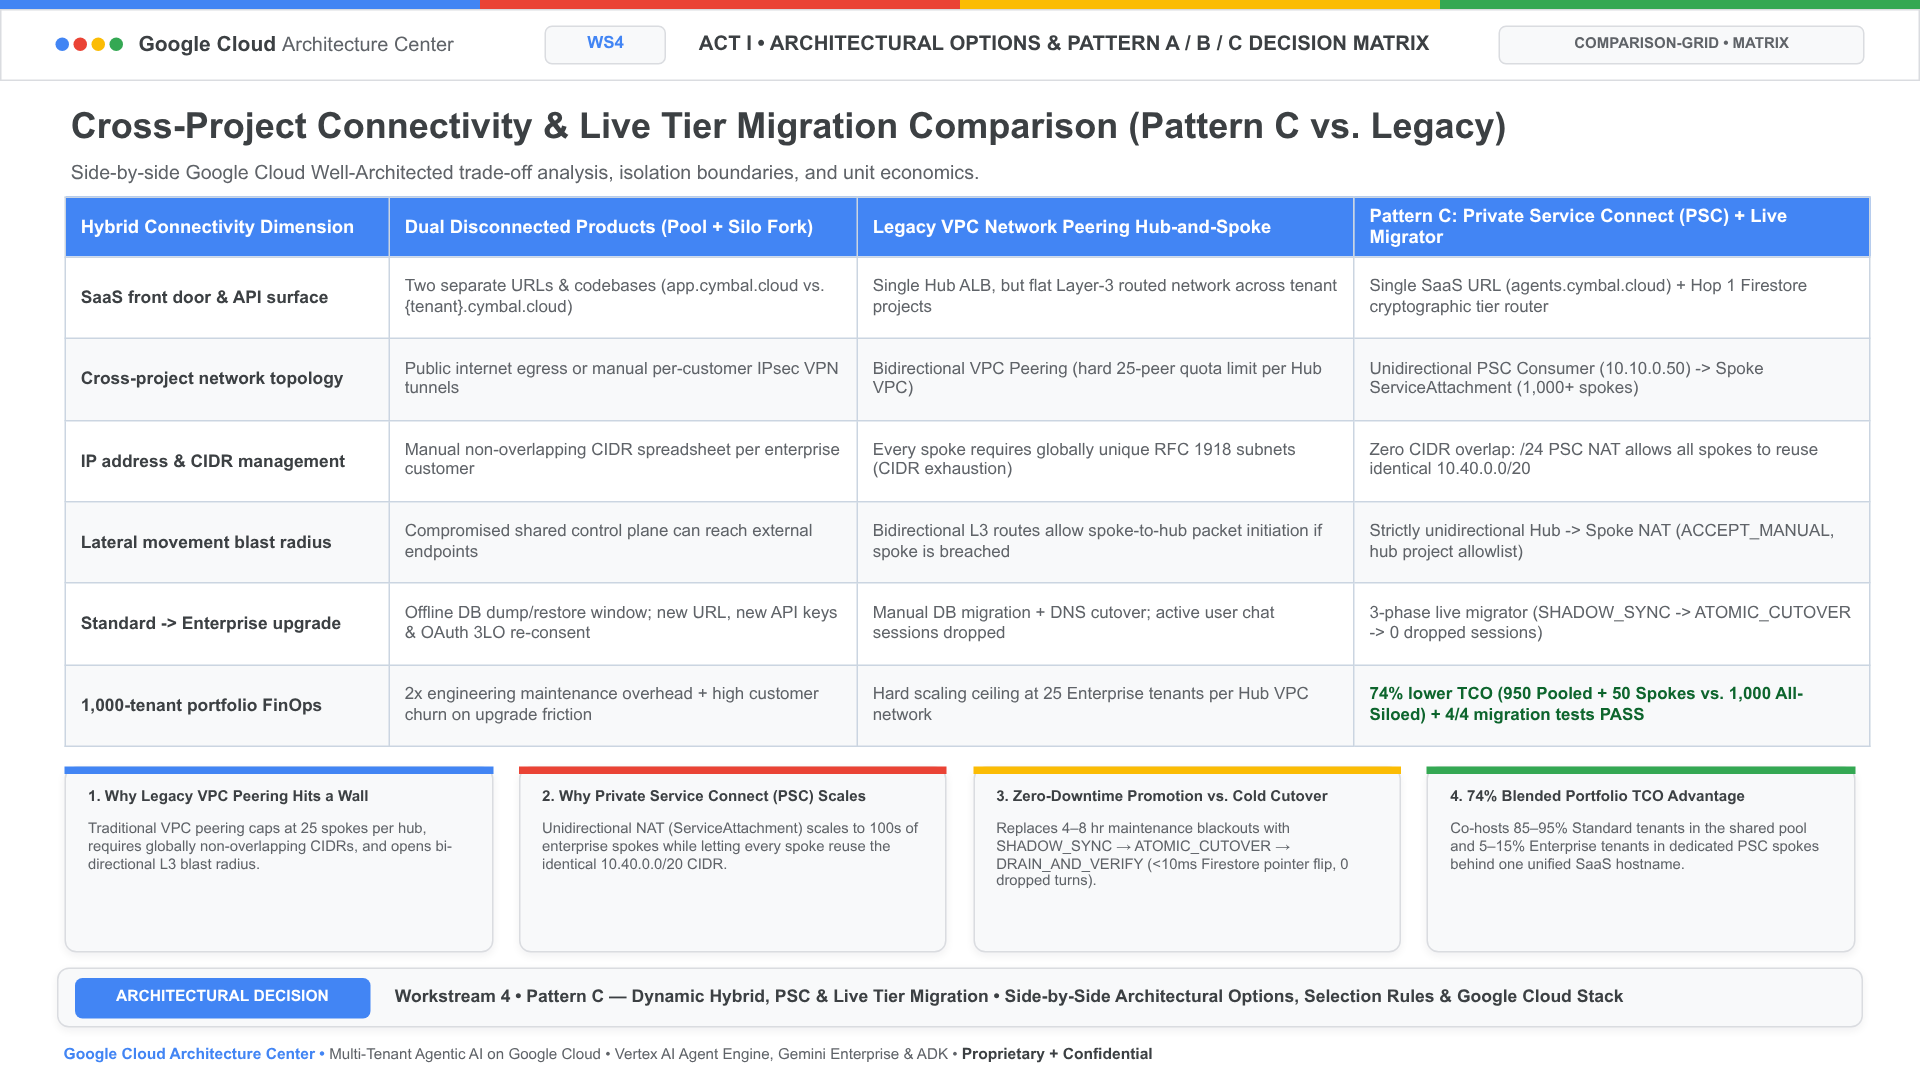 Google Cloud Architecture Center
WS4
ACT I • ARCHITECTURAL OPTIONS & PATTERN A / B / C DECISION MATRIX
COMPARISON-GRID • MATRIX
Cross-Project Connectivity & Live Tier Migration Comparison (Pattern C vs. Legacy)
Side-by-side Google Cloud Well-Architected trade-off analysis, isolation boundaries, and unit economics.
Hybrid Connectivity Dimension
Dual Disconnected Products (Pool + Silo Fork)
Legacy VPC Network Peering Hub-and-Spoke
Pattern C: Private Service Connect (PSC) + Live
Migrator
SaaS front door & API surface
Two separate URLs & codebases (app.cymbal.cloud vs.
{tenant}.cymbal.cloud)
Single Hub ALB, but flat Layer-3 routed network across tenant
projects
Single SaaS URL (agents.cymbal.cloud) + Hop 1 Firestore
cryptographic tier router
Cross-project network topology
Public internet egress or manual per-customer IPsec VPN
tunnels
Bidirectional VPC Peering (hard 25-peer quota limit per Hub
VPC)
Unidirectional PSC Consumer (10.10.0.50) -> Spoke
ServiceAttachment (1,000+ spokes)
IP address & CIDR management
Manual non-overlapping CIDR spreadsheet per enterprise
customer
Every spoke requires globally unique RFC 1918 subnets
(CIDR exhaustion)
Zero CIDR overlap: /24 PSC NAT allows all spokes to reuse
identical 10.40.0.0/20
Lateral movement blast radius
Compromised shared control plane can reach external
endpoints
Bidirectional L3 routes allow spoke-to-hub packet initiation if
spoke is breached
Strictly unidirectional Hub -> Spoke NAT (ACCEPT_MANUAL,
hub project allowlist)
Standard -> Enterprise upgrade
Offline DB dump/restore window; new URL, new API keys
& OAuth 3LO re-consent
Manual DB migration + DNS cutover; active user chat
sessions dropped
3-phase live migrator (SHADOW_SYNC -> ATOMIC_CUTOVER
-> 0 dropped sessions)
1,000-tenant portfolio FinOps
2x engineering maintenance overhead + high customer
churn on upgrade friction
Hard scaling ceiling at 25 Enterprise tenants per Hub VPC
network
74% lower TCO (950 Pooled + 50 Spokes vs. 1,000 All-
Siloed) + 4/4 migration tests PASS
1. Why Legacy VPC Peering Hits a Wall
Traditional VPC peering caps at 25 spokes per hub,
requires globally non-overlapping CIDRs, and opens bi-
directional L3 blast radius.
2. Why Private Service Connect (PSC) Scales
Unidirectional NAT (ServiceAttachment) scales to 100s of
enterprise spokes while letting every spoke reuse the
identical 10.40.0.0/20 CIDR.
3. Zero-Downtime Promotion vs. Cold Cutover
Replaces 4–8 hr maintenance blackouts with
SHADOW_SYNC → ATOMIC_CUTOVER →
DRAIN_AND_VERIFY (<10ms Firestore pointer flip, 0
dropped turns).
4. 74% Blended Portfolio TCO Advantage
Co-hosts 85–95% Standard tenants in the shared pool
and 5–15% Enterprise tenants in dedicated PSC spokes
behind one unified SaaS hostname.
ARCHITECTURAL DECISION
Workstream 4 • Pattern C — Dynamic Hybrid, PSC & Live Tier Migration • Side-by-Side Architectural Options, Selection Rules & Google Cloud Stack
Google Cloud Architecture Center • Multi-Tenant Agentic AI on Google Cloud • Vertex AI Agent Engine, Gemini Enterprise & ADK • Proprietary + Confidential